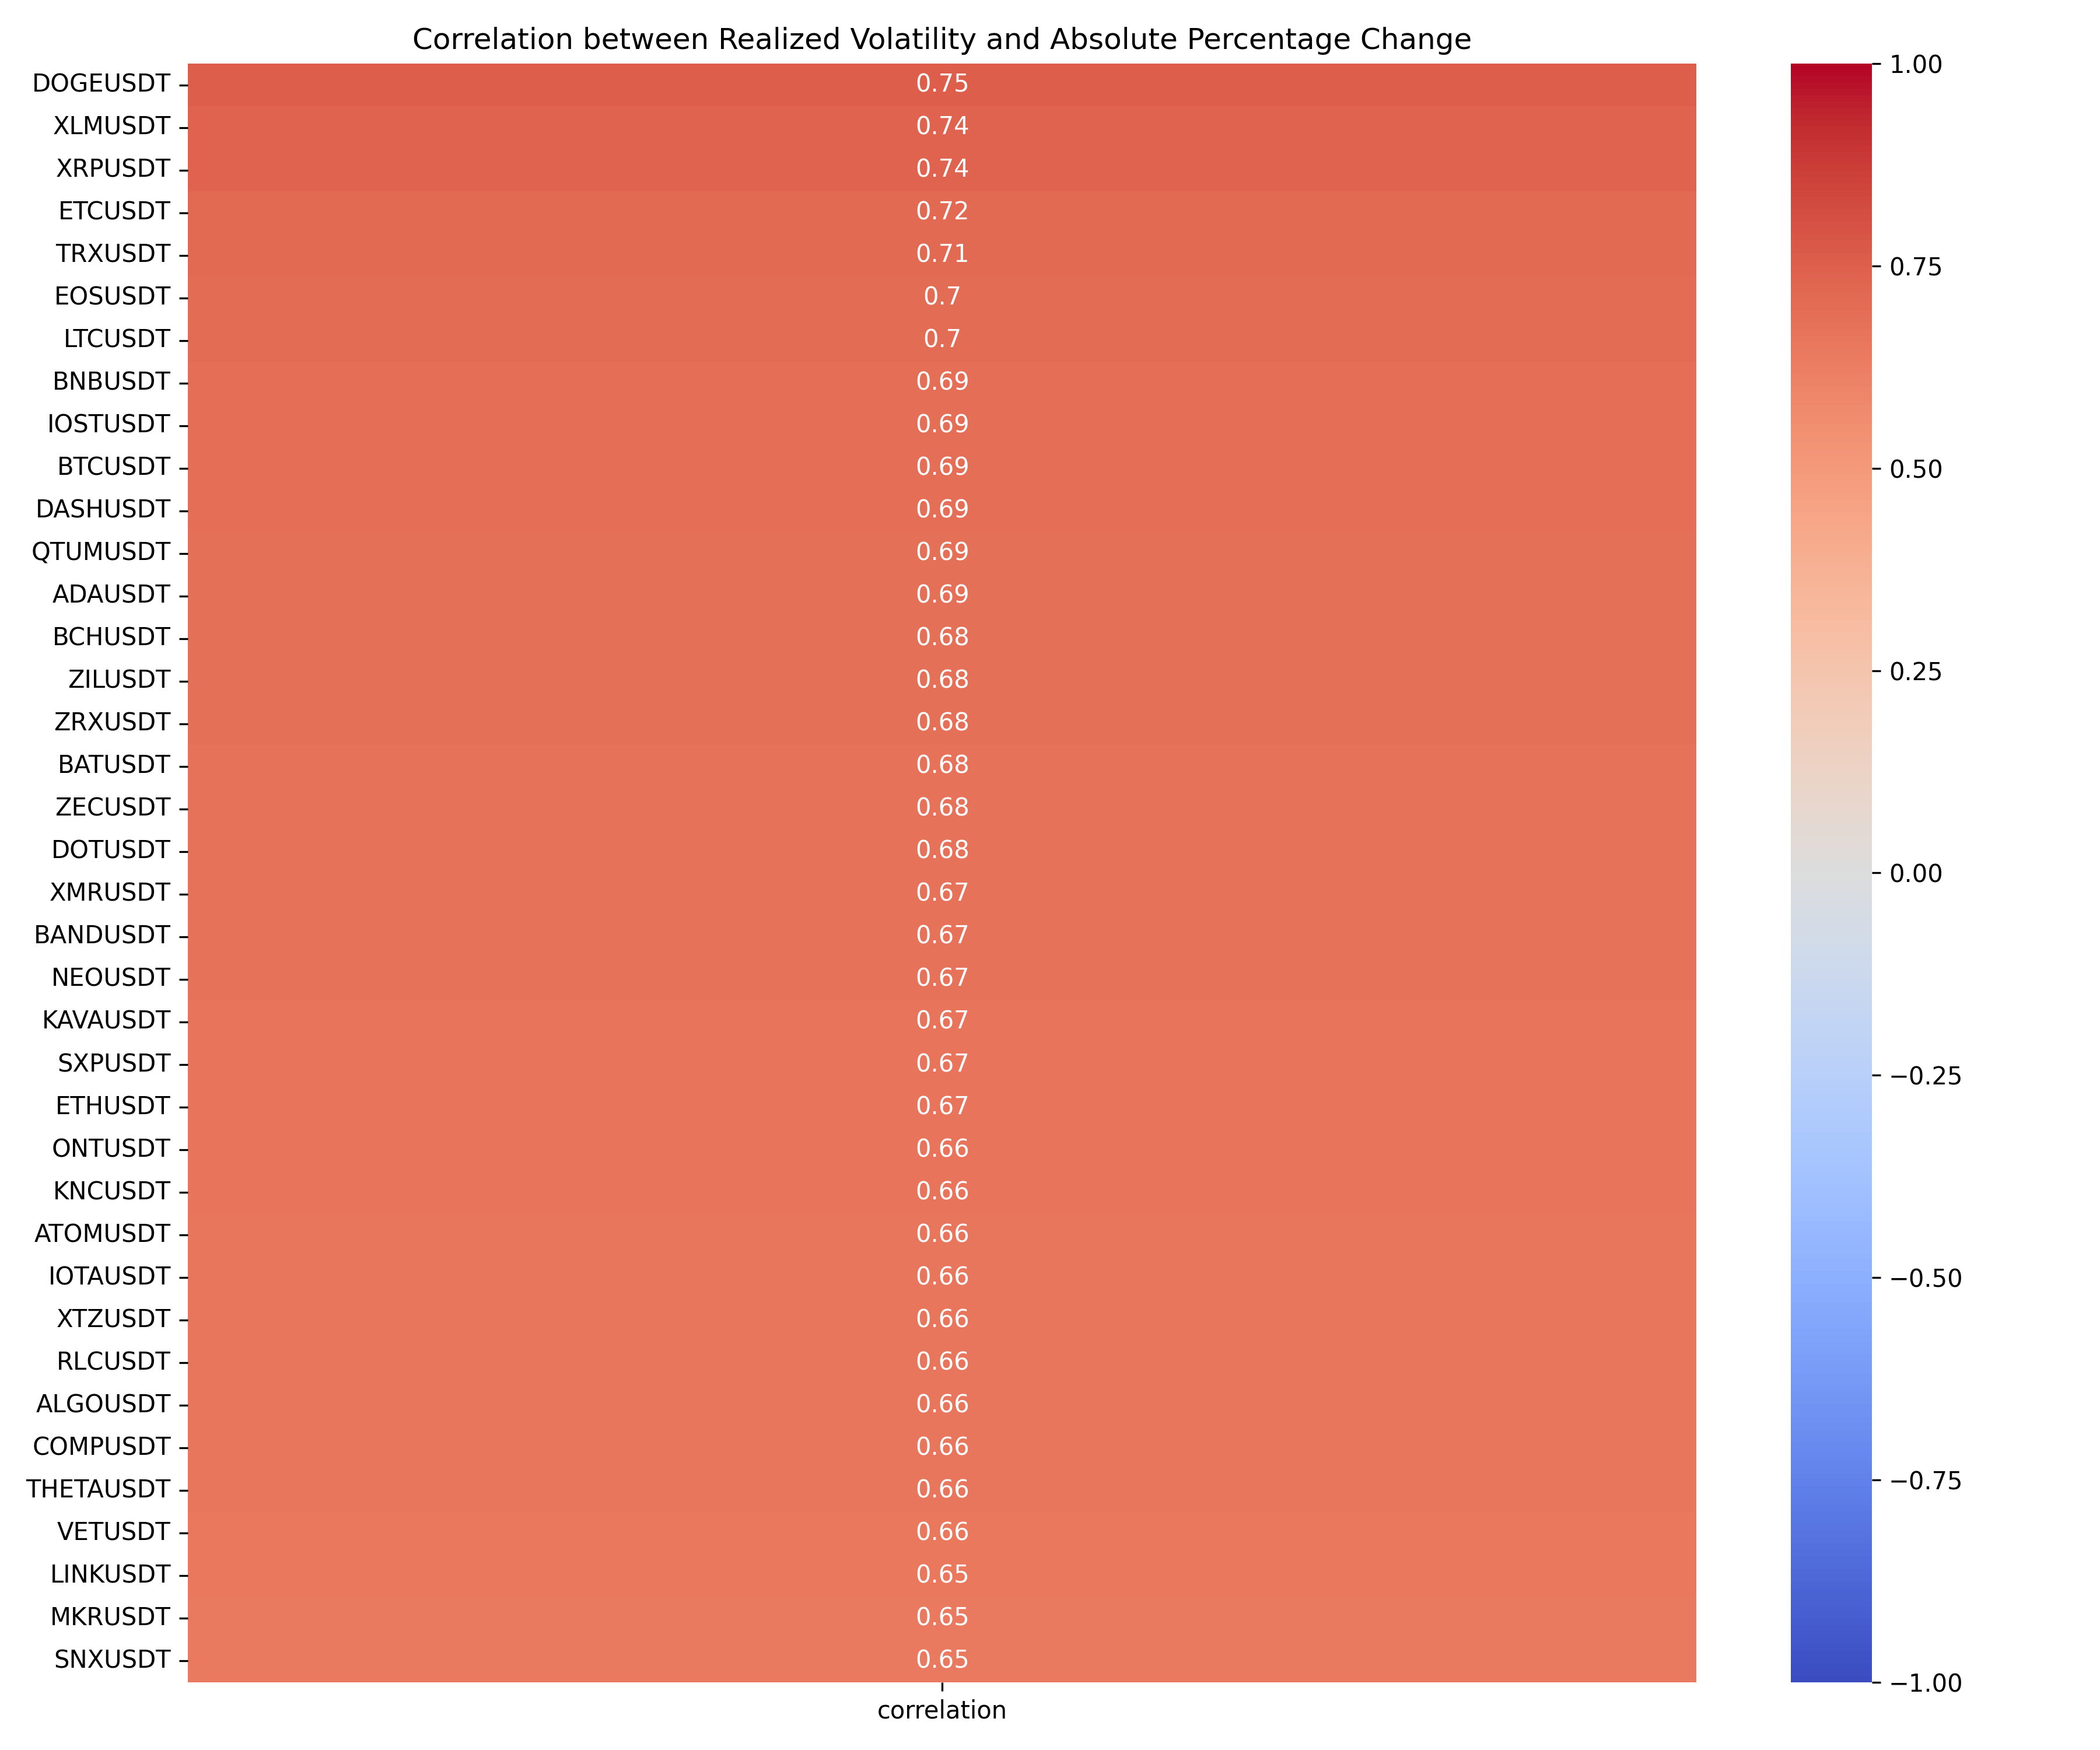 Correlation between Realized Volatility and Absolute Percentage Change
DOGEUSDT 0.75
XLMUSDT 0.74
XRPUSDT 0.74
ETCUSDT 0.72
TRXUSDT 0.71
EOSUSDT 0.7
LTCUSDT 0.7
BNBUSDT 0.69
IOSTUSDT 0.69
BTCUSDT 0.69
DASHUSDT 0.69
QTUMUSDT 0.69
ADAUSDT 0.69
BCHUSDT 0.68
ZILUSDT 0.68
ZRXUSDT 0.68
BATUSDT 0.68
ZECUSDT 0.68
DOTUSDT 0.68
XMRUSDT 0.67
BANDUSDT 0.67
NEOUSDT 0.67
KAVAUSDT 0.67
SXPUSDT 0.67
ETHUSDT 0.67
ONTUSDT 0.66
KNCUSDT 0.66
ATOMUSDT 0.66
IOTAUSDT 0.66
XTZUSDT 0.66
RLCUSDT 0.66
ALGOUSDT 0.66
COMPUSDT 0.66
THETAUSDT 0.66
VETUSDT 0.66
LINKUSDT 0.65
MKRUSDT 0.65
SNXUSDT 0.65
correlation
1.00
0.75
0.50
0.25
0.00
−0.25
−0.50
−0.75
−1.00